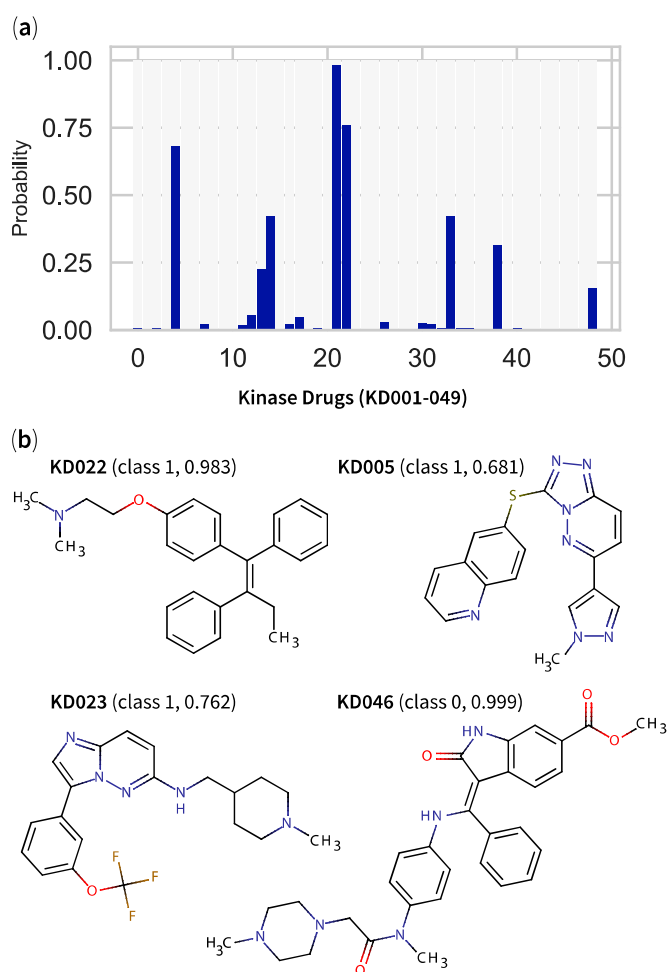 (a)
1.00
0.75
0.50
0.25
0.00
Probability
0 10 20 30 40 50
Kinase Drugs (KD001-049)
(b)
KD022 (class 1, 0.983)
H₃C
N
CH₃
O
CH₃
KD005 (class 1, 0.681)
N N
S
N
N
N
N
N
H₃C
KD023 (class 1, 0.762)
N
N N
N
H
N
CH₃
O
F
F
F
KD046 (class 0, 0.999)
O
O
CH₃
NH
O
HN
N
N
H₃C
N
CH₃
O